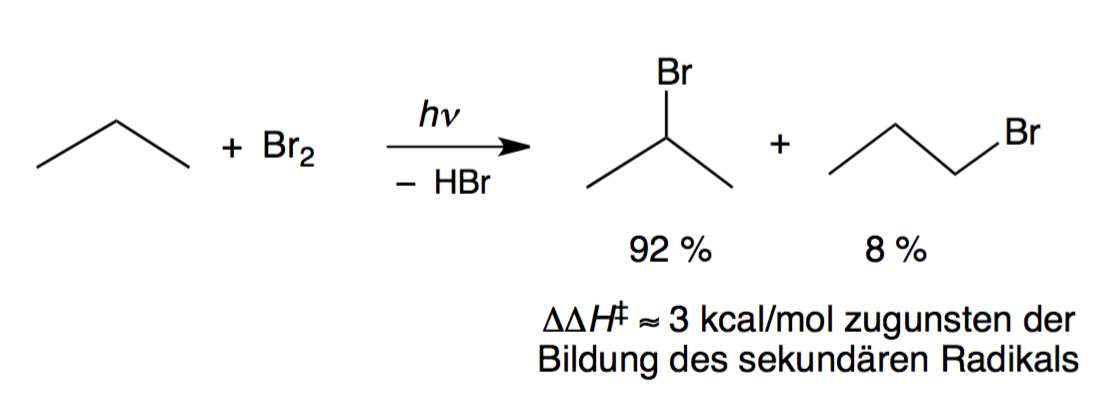 Br
hν
+ Br₂
– HBr
+
Br
92 %
8 %
ΔΔH‡ ≈ 3 kcal/mol zugunsten der
Bildung des sekundären Radikals